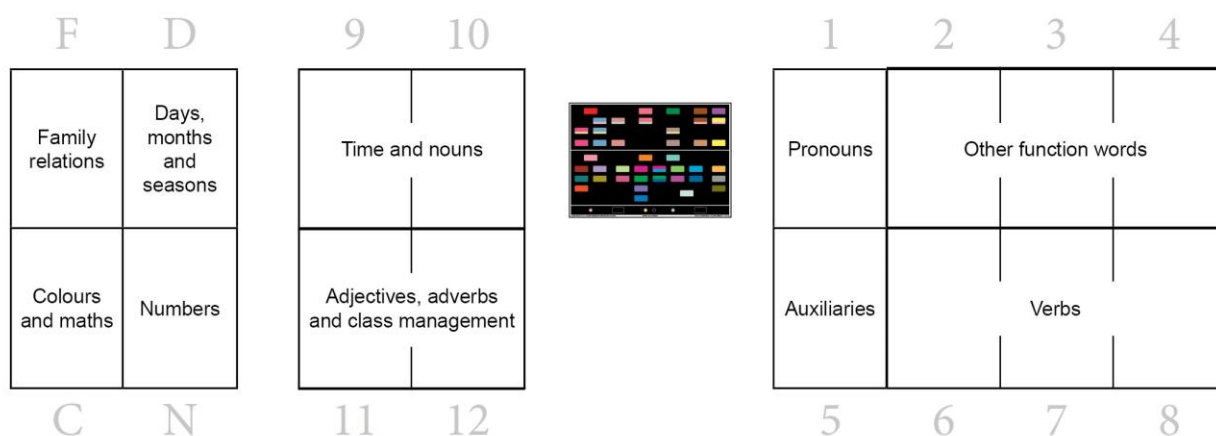 F D 9 10 1 2 3 4
Family
relations
Days,
months
and
seasons
Time and nouns
Pronouns
Other function words
Colours
and maths
Numbers
Adjectives, adverbs
and class management
Auxiliaries
Verbs
C N 11 12 5 6 7 8